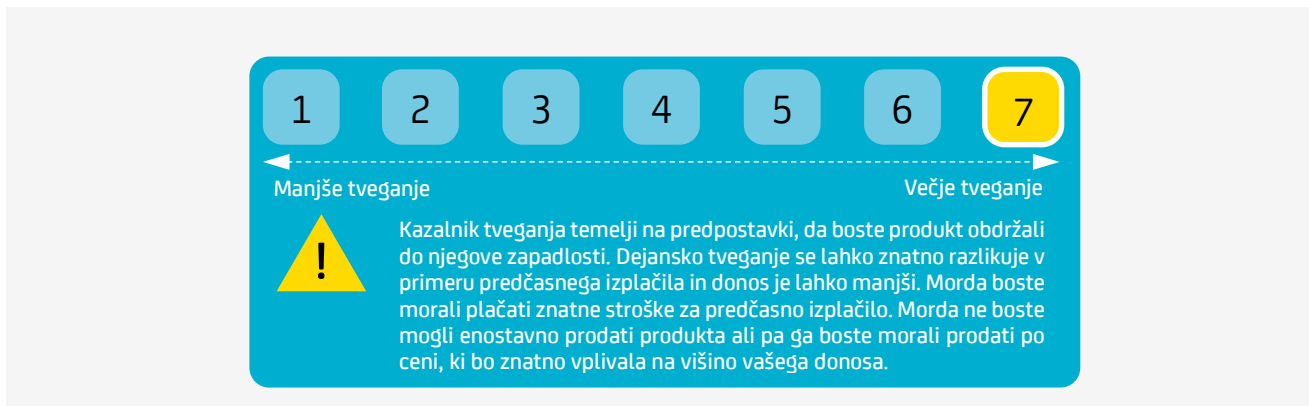 1 2 3 4 5 6 7
Manjše tveganje Večje tveganje
!
Kazalnik tveganja temelji na predpostavki, da boste produkt obdržali
do njegove zapadlosti. Dejansko tveganje se lahko znatno razlikuje v
primeru predčasnega izplačila in donos je lahko manjši. Morda boste
morali plačati znatne stroške za predčasno izplačilo. Morda ne boste
mogli enostavno prodati produkta ali pa ga boste morali prodati po
ceni, ki bo znatno vplivala na višino vašega donosa.